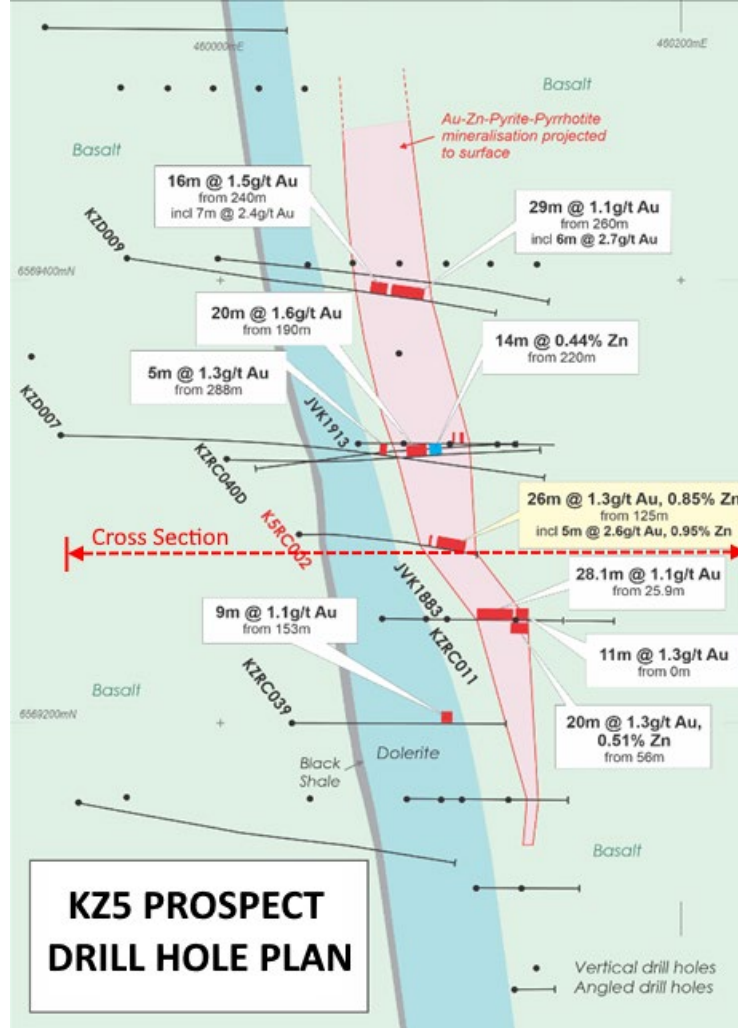 460000mE
460200mE
Basalt
Basalt
Au-Zn-Pyrite-Pyrrhotite
mineralisation projected
to surface
16m @ 1.5g/t Au
from 240m
incl 7m @ 2.4g/t Au
29m @ 1.1g/t Au
from 260m
incl 6m @ 2.7g/t Au
KZD009
6569400mN
20m @ 1.6g/t Au
from 190m
14m @ 0.44% Zn
from 220m
5m @ 1.3g/t Au
from 288m
KZD007
JVK1913
KZRC040D
K5RC002
26m @ 1.3g/t Au, 0.85% Zn
from 125m
incl 5m @ 2.6g/t Au, 0.95% Zn
Cross Section
JVK1883
28.1m @ 1.1g/t Au
from 25.9m
9m @ 1.1g/t Au
from 153m
KZRC011
11m @ 1.3g/t Au
from 0m
Basalt
KZRC039
6569200mN
20m @ 1.3g/t Au,
0.51% Zn
from 56m
Black
Shale
Dolerite
Basalt
KZ5 PROSPECT
DRILL HOLE PLAN
Vertical drill holes
Angled drill holes